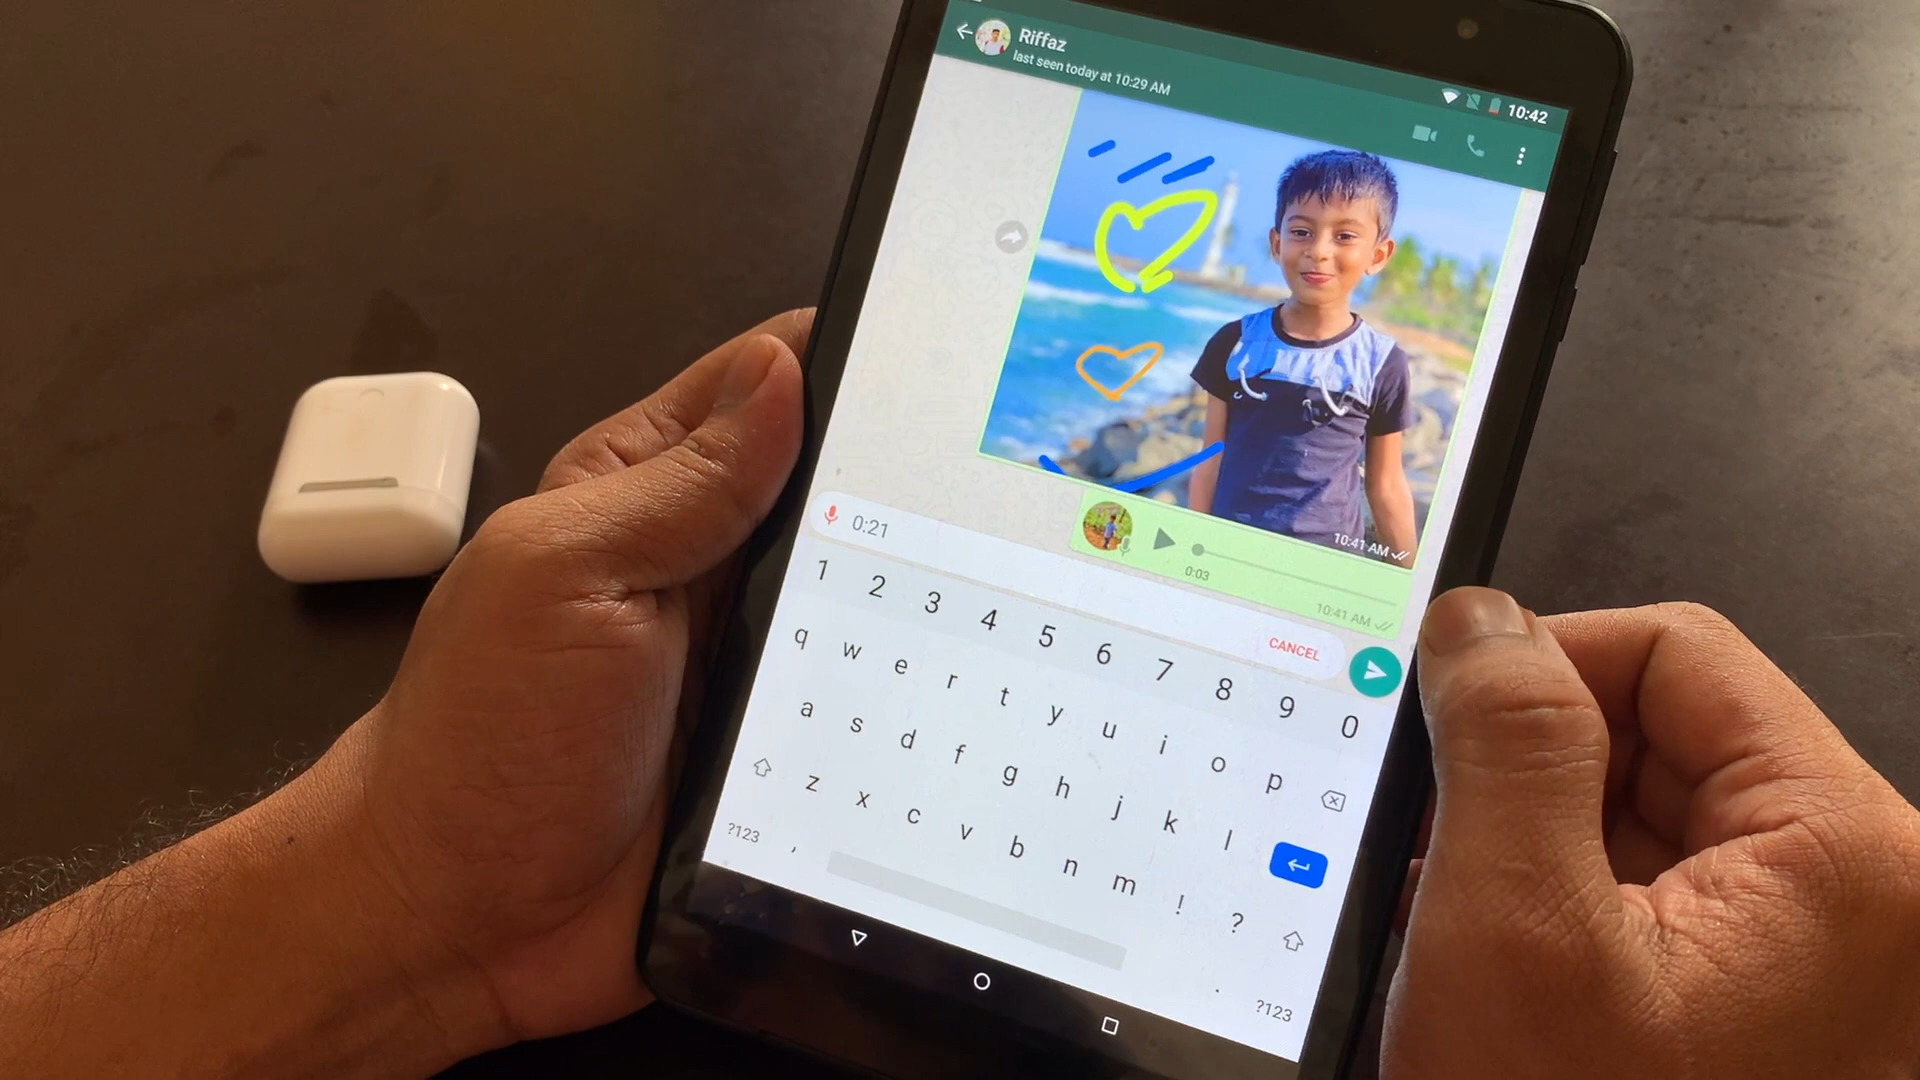 Riffaz
last seen today at 10:29 AM
10:42
10:41 AM
0:03
10:41 AM
0:21
CANCEL
1 2 3 4 5 6 7 8 9 0
q w e r t y u i o p
a s d f g h j k l
z x c v b n m ! ?
?123 , . ?123